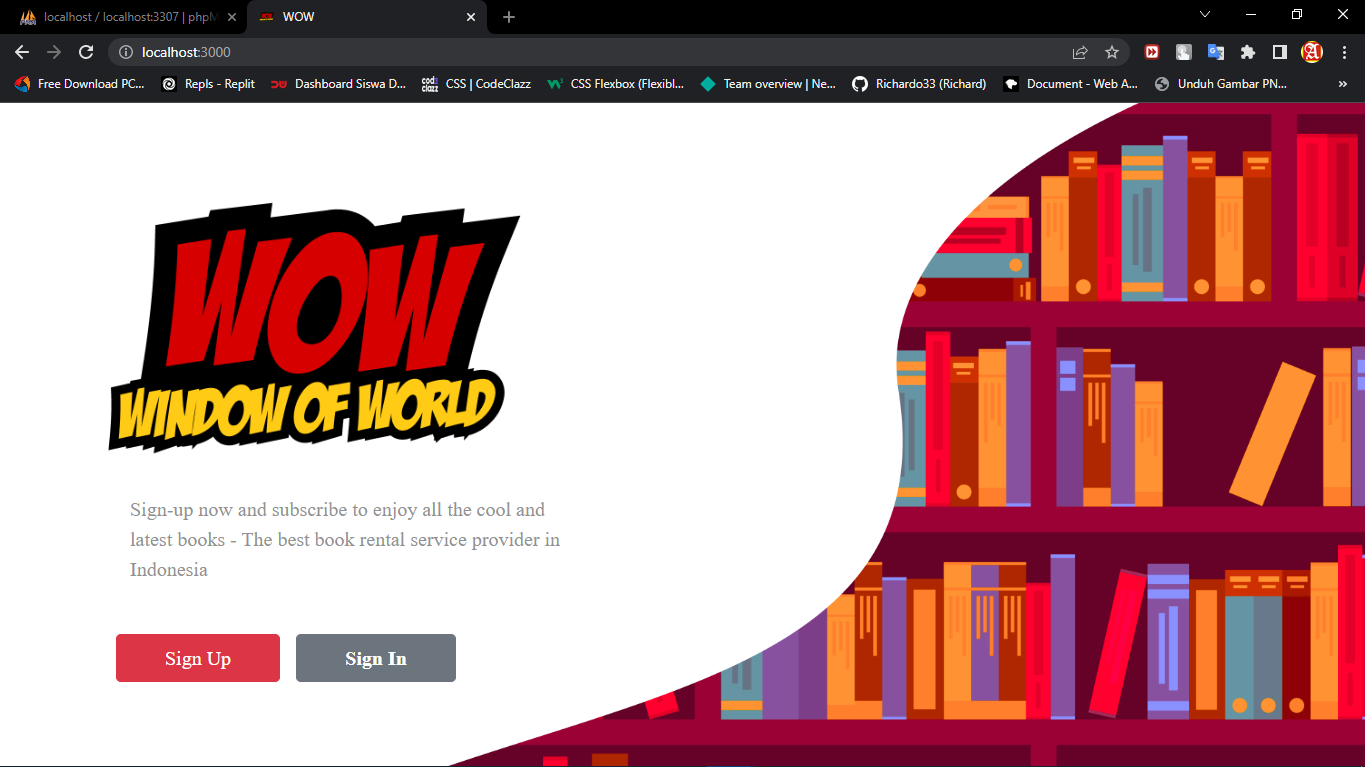 localhost / localhost:3307 | phpM
WOW
localhost:3000
Free Download PC...
Repls - Replit
Dashboard Siswa D...
CSS | CodeClazz
CSS Flexbox (Flexibl...
Team overview | Ne...
Richardo33 (Richard)
Document - Web A...
Unduh Gambar PN...
WOW
WINDOW OF WORLD
Sign-up now and subscribe to enjoy all the cool and
latest books - The best book rental service provider in
Indonesia
Sign Up
Sign In